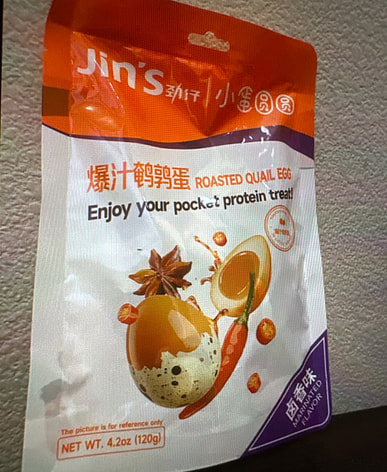 Jin's 劲仔 小蛋圆圆
爆汁鹌鹑蛋 ROASTED QUAIL EGG
Enjoy your pocket protein treat!
卤香味
MARINATED
FLAVOR
The picture is for reference only
NET WT. 4.2oz (120g)